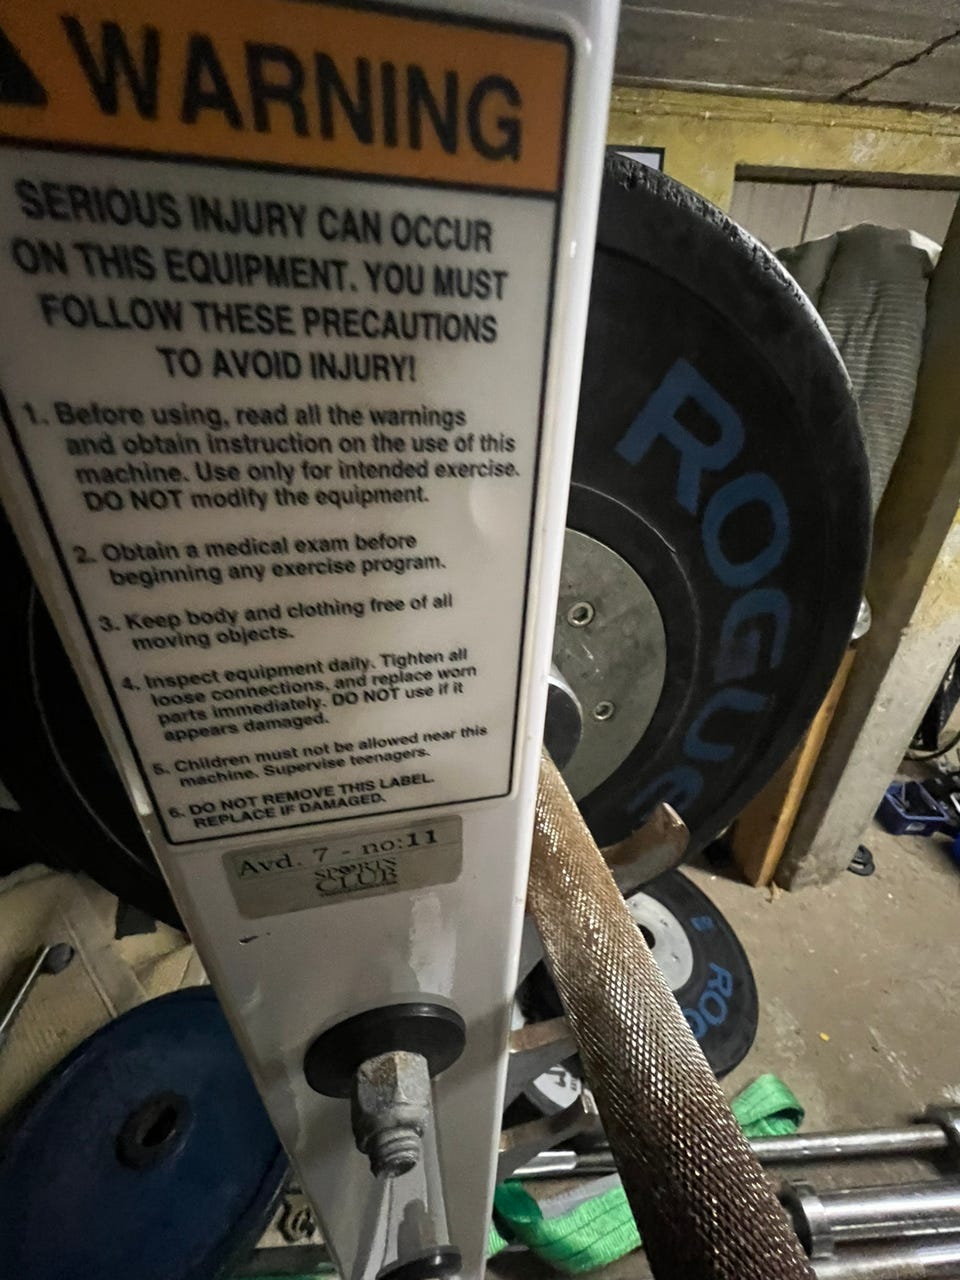 WARNING
SERIOUS INJURY CAN OCCUR
ON THIS EQUIPMENT. YOU MUST
FOLLOW THESE PRECAUTIONS
TO AVOID INJURY!
1. Before using, read all the warnings
and obtain instruction on the use of this
machine. Use only for intended exercise.
DO NOT modify the equipment.
2. Obtain a medical exam before
beginning any exercise program.
3. Keep body and clothing free of all
moving objects.
4. Inspect equipment daily. Tighten all
loose connections, and replace worn
parts immediately. DO NOT use if it
appears damaged.
5. Children must not be allowed near this
machine. Supervise teenagers.
6. DO NOT REMOVE THIS LABEL.
REPLACE IF DAMAGED.
Avd. 7 - no:11
SPORTS
CLUB
ROGUE
ROG